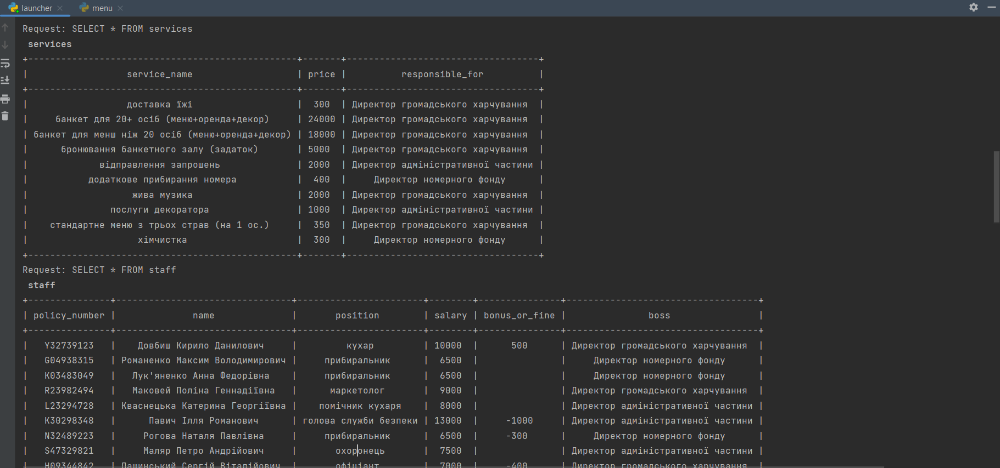 launcher menu
Request: SELECT * FROM services
services
+-------------------------------------------------+-------+-----------------------------------+
| service_name | price | responsible_for |
+-------------------------------------------------+-------+-----------------------------------+
| доставка їжі | 300 | Директор громадського харчування |
| банкет для 20+ осіб (меню+оренда+декор) | 24000 | Директор громадського харчування |
| банкет для менш ніж 20 осіб (меню+оренда+декор) | 18000 | Директор громадського харчування |
| бронювання банкетного залу (задаток) | 5000 | Директор громадського харчування |
| відправлення запрошень | 2000 | Директор адміністративної частини |
| додаткове прибирання номера | 400 | Директор номерного фонду |
| жива музика | 2000 | Директор громадського харчування |
| послуги декоратора | 1000 | Директор адміністративної частини |
| стандартне меню з трьох страв (на 1 ос.) | 350 | Директор громадського харчування |
| хімчистка | 300 | Директор номерного фонду |
+-------------------------------------------------+-------+-----------------------------------+
Request: SELECT * FROM staff
staff
+---------------+--------------------------------+-----------------------+--------+---------------+-----------------------------------+
| policy_number | name | position | salary | bonus_or_fine | boss |
+---------------+--------------------------------+-----------------------+--------+---------------+-----------------------------------+
| Y32739123 | Довбиш Кирило Данилович | кухар | 10000 | 500 | Директор громадського харчування |
| G04938315 | Романенко Максим Володимирович | прибиральник | 6500 | | Директор номерного фонду |
| K03483049 | Лук'яненко Анна Федорівна | прибиральник | 6500 | | Директор номерного фонду |
| R23982494 | Маковей Поліна Геннадіївна | маркетолог | 9000 | | Директор громадського харчування |
| L23294728 | Кваснецька Катерина Георгіївна | помічник кухаря | 8000 | | Директор адміністративної частини |
| K30298348 | Павич Ілля Романович | голова служби безпеки | 13000 | -1000 | Директор адміністративної частини |
| N32489223 | Рогова Наталя Павлівна | прибиральник | 6500 | -300 | Директор номерного фонду |
| S47329821 | Маляр Петро Андрійович | охоронець | 7500 | | Директор адміністративної частини |
| H09344842 | Пашинський Сергій Віталійович | офіціант | 7000 | -400 | Директор громадського харчування |